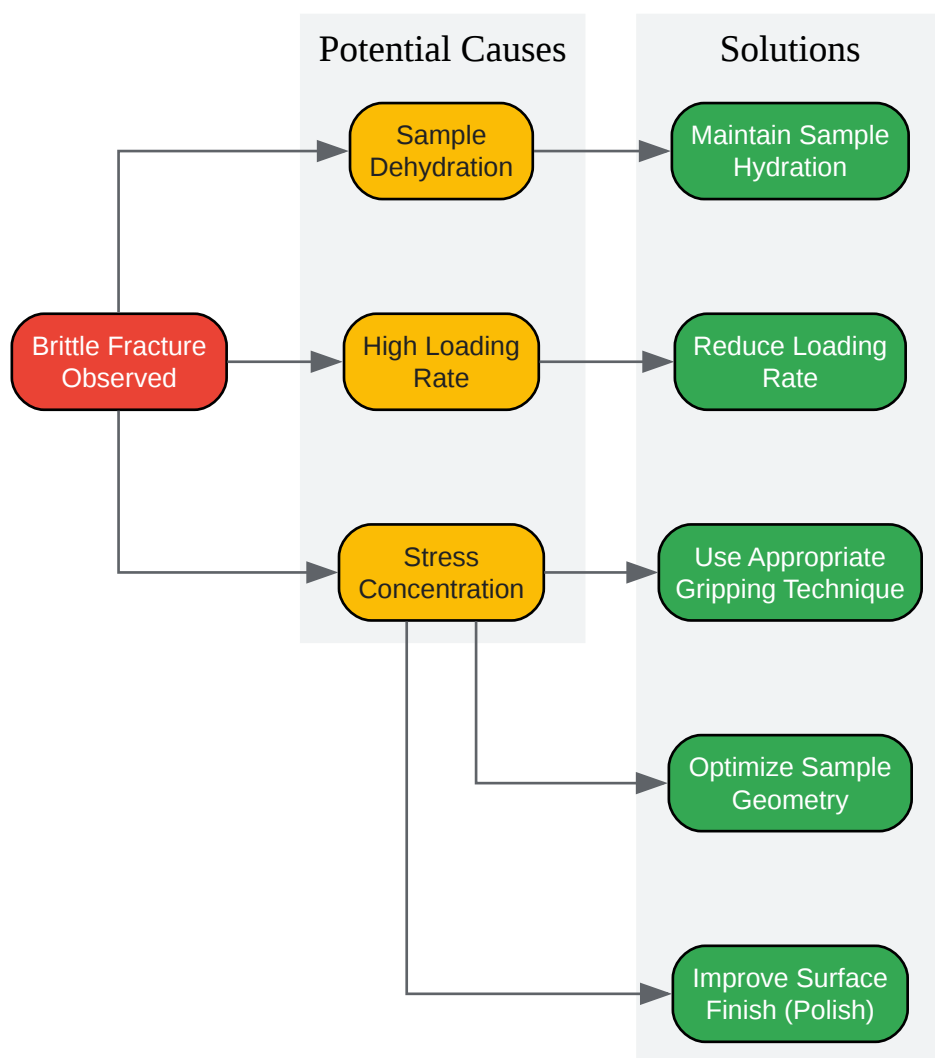 Potential Causes
Solutions
Sample
Dehydration
Maintain Sample
Hydration
Brittle Fracture
Observed
High Loading
Rate
Reduce Loading
Rate
Stress
Concentration
Use Appropriate
Gripping Technique
Optimize Sample
Geometry
Improve Surface
Finish (Polish)